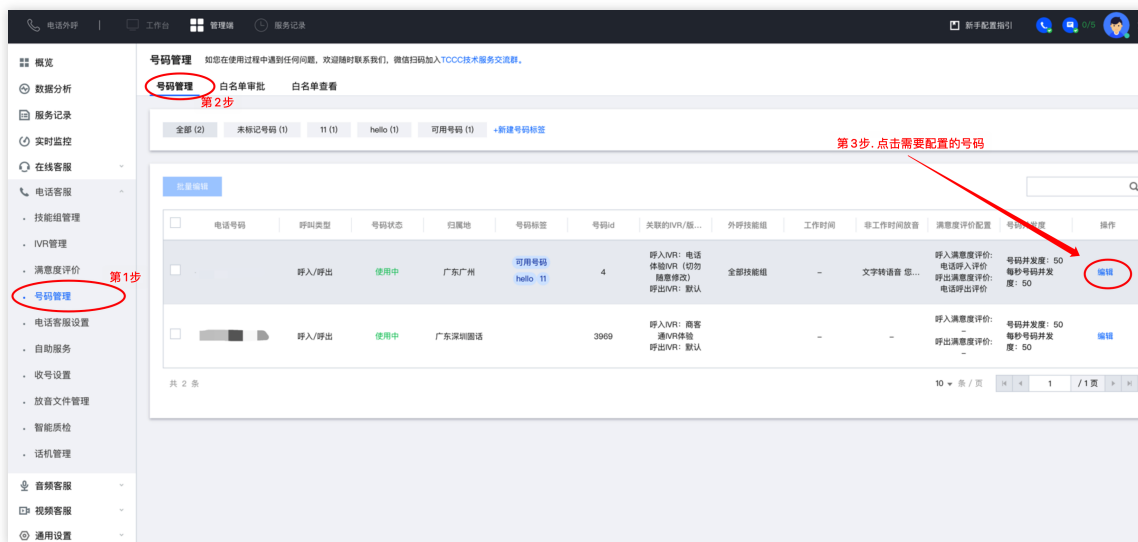 电话外呼 | 工作台 管理端 服务记录 新手配置指引 0/5
概览
数据分析
服务记录
实时监控
在线客服
电话客服
技能组管理
IVR管理
满意度评价
第1步
号码管理
电话客服设置
自助服务
收号设置
放音文件管理
智能质检
话机管理
音频客服
视频客服
通用设置
号码管理 如您在使用过程中遇到任何问题，欢迎随时联系我们，微信扫码加入TCCC技术服务交流群。
号码管理 白名单审批 白名单查看
第2步
全部 (2) 未标记号码 (1) 11 (1) hello (1) 可用号码 (1) +新建号码标签
第3步.点击需要配置的号码
批量编辑
电话号码 呼叫类型 号码状态 归属地 号码标签 号码id 关联的IVR/版... 外呼技能组 工作时间 非工作时间放音 满意度评价配置 号码并发度 操作
呼入/呼出 使用中 广东广州 可用号码 hello 11 4 呼入IVR：电话体验IVR（切勿随意修改） 呼出IVR：默认 全部技能组 – 文字转语音 您... 呼入满意度评价: 电话呼入评价 呼出满意度评价: 电话呼出评价 号码并发度：50 每秒号码并发度：50 编辑
呼入/呼出 使用中 广东深圳固话 3969 呼入IVR：商客通IVR体验 呼出IVR：默认 – – 呼入满意度评价: – 呼出满意度评价: – 号码并发度：50 每秒号码并发度：50 编辑
共 2 条 10 条 / 页 1 / 1 页